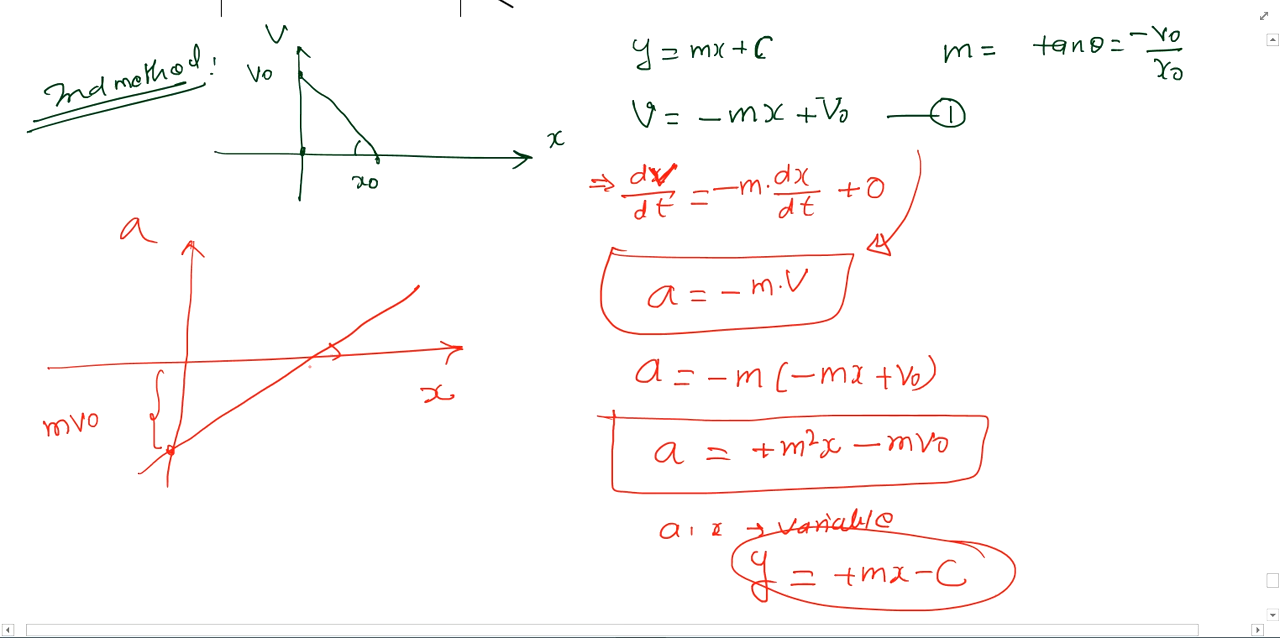 IInd method:
V
V0
x
x0
y = mx + C
m = tanθ = -v0/x0
V = -mx + V0 —①
⇒ dV/dt = -m. dx/dt + 0
a = -m.V
a = -m(-mx + V0)
a = +m²x - mV0
a, x → variable
y = +mx - C
a
x
mv0